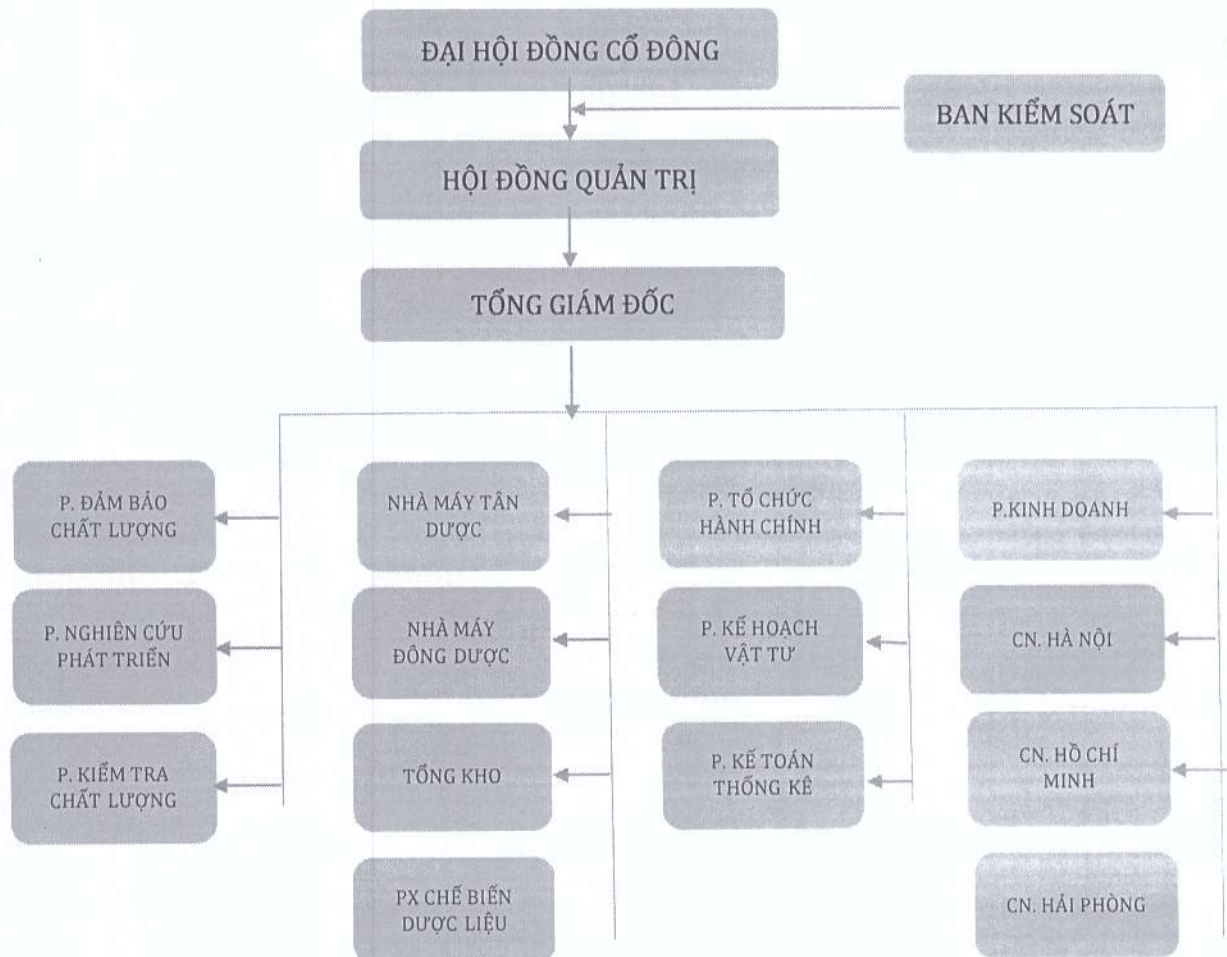 ĐẠI HỘI ĐỒNG CỔ ĐÔNG
BAN KIỂM SOÁT
HỘI ĐỒNG QUẢN TRỊ
TỔNG GIÁM ĐỐC
P. ĐẢM BẢO
CHẤT LƯỢNG
NHÀ MÁY TÂN
DƯỢC
P. TỔ CHỨC
HÀNH CHÍNH
P.KINH DOANH
P. NGHIÊN CỨU
PHÁT TRIỂN
NHÀ MÁY
ĐÔNG DƯỢC
P. KẾ HOẠCH
VẬT TƯ
CN. HÀ NỘI
P. KIỂM TRA
CHẤT LƯỢNG
TỔNG KHO
P. KẾ TOÁN
THỐNG KÊ
CN. HỒ CHÍ
MINH
PX CHẾ BIẾN
DƯỢC LIỆU
CN. HẢI PHÒNG